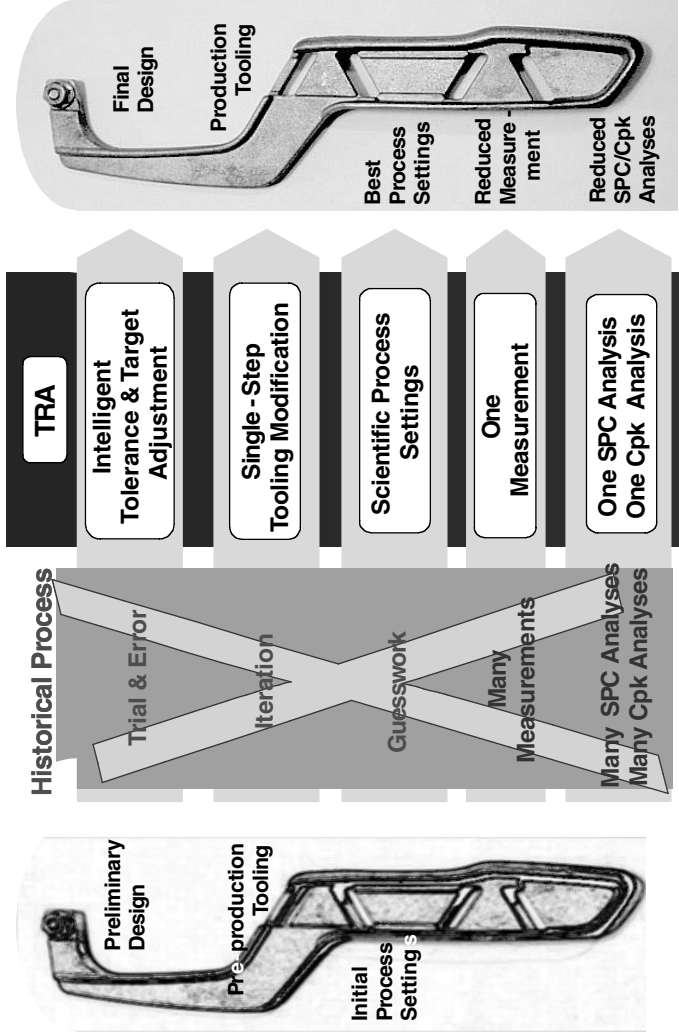 Preliminary
Design
Pre-production
Tooling
Initial
Process
Settings
Historical Process
Trial & Error
Iteration
Guesswork
Many
Measurements
Many SPC Analyses
Many Cpk Analyses
TRA
Intelligent
Tolerance & Target
Adjustment
Single - Step
Tooling Modification
Scientific Process
Settings
One
Measurement
One SPC Analysis
One Cpk Analysis
Final
Design
Production
Tooling
Best
Process
Settings
Reduced
Measure -
ment
Reduced
SPC/Cpk
Analyses